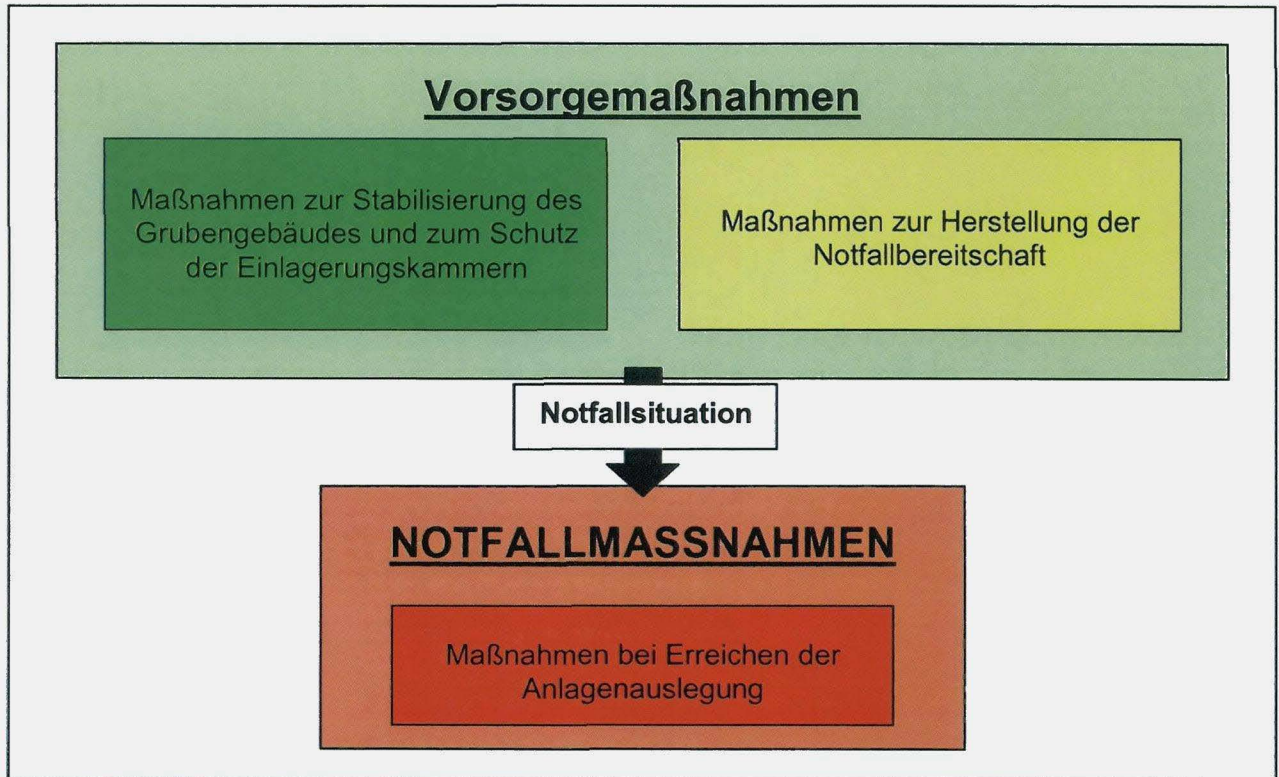 Vorsorgemaßnahmen
Maßnahmen zur Stabilisierung des
Grubengebäudes und zum Schutz
der Einlagerungskammern
Maßnahmen zur Herstellung der
Notfallbereitschaft
Notfallsituation
NOTFALLMASSNAHMEN
Maßnahmen bei Erreichen der
Anlagenauslegung